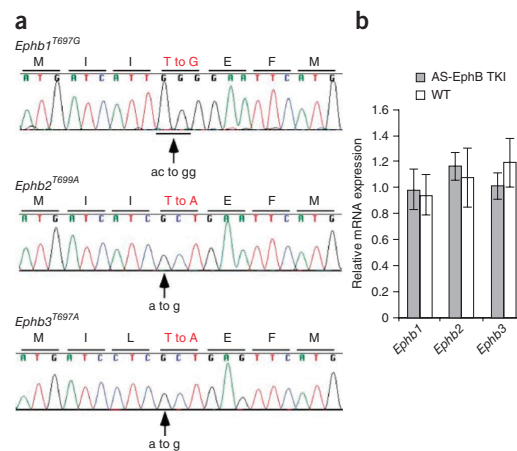 a
Ephb1T697G
M I I T to G E F M
A T G A T C A T T G G G G A A T T C A T G
ac to gg
Ephb2T699A
M I I T to A E F M
A T G A T C A T C G C T G A A T T C A T G
a to g
Ephb3T697A
M I L T to A E F M
A T G A T C C T C G C T G A G T T C A T G
a to g
b
AS-EphB TKI
WT
Relative mRNA expression
1.6
1.4
1.2
1.0
0.8
0.6
0.4
0.2
0
Ephb1
Ephb2
Ephb3